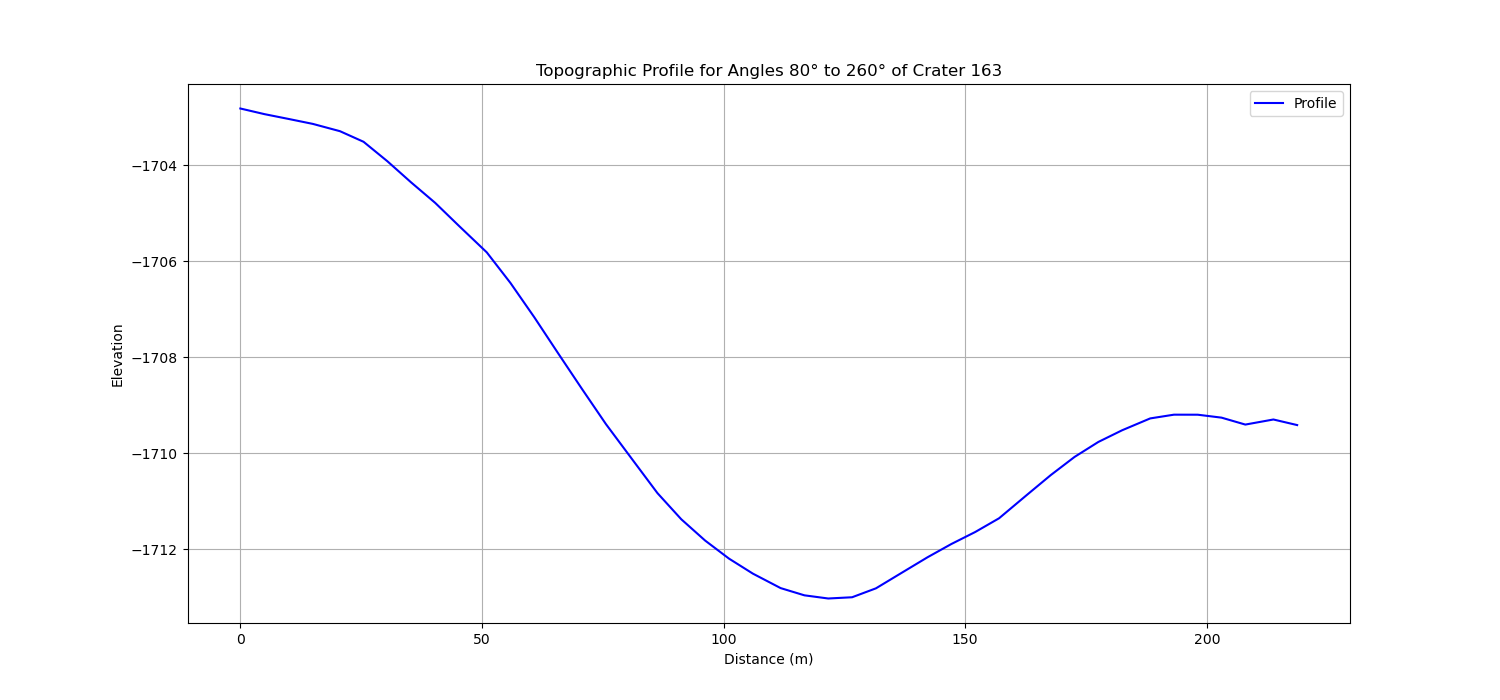 Topographic Profile for Angles 80° to 260° of Crater 163
Profile
−1704
−1706
−1708
−1710
−1712
Elevation
0 50 100 150 200
Distance (m)